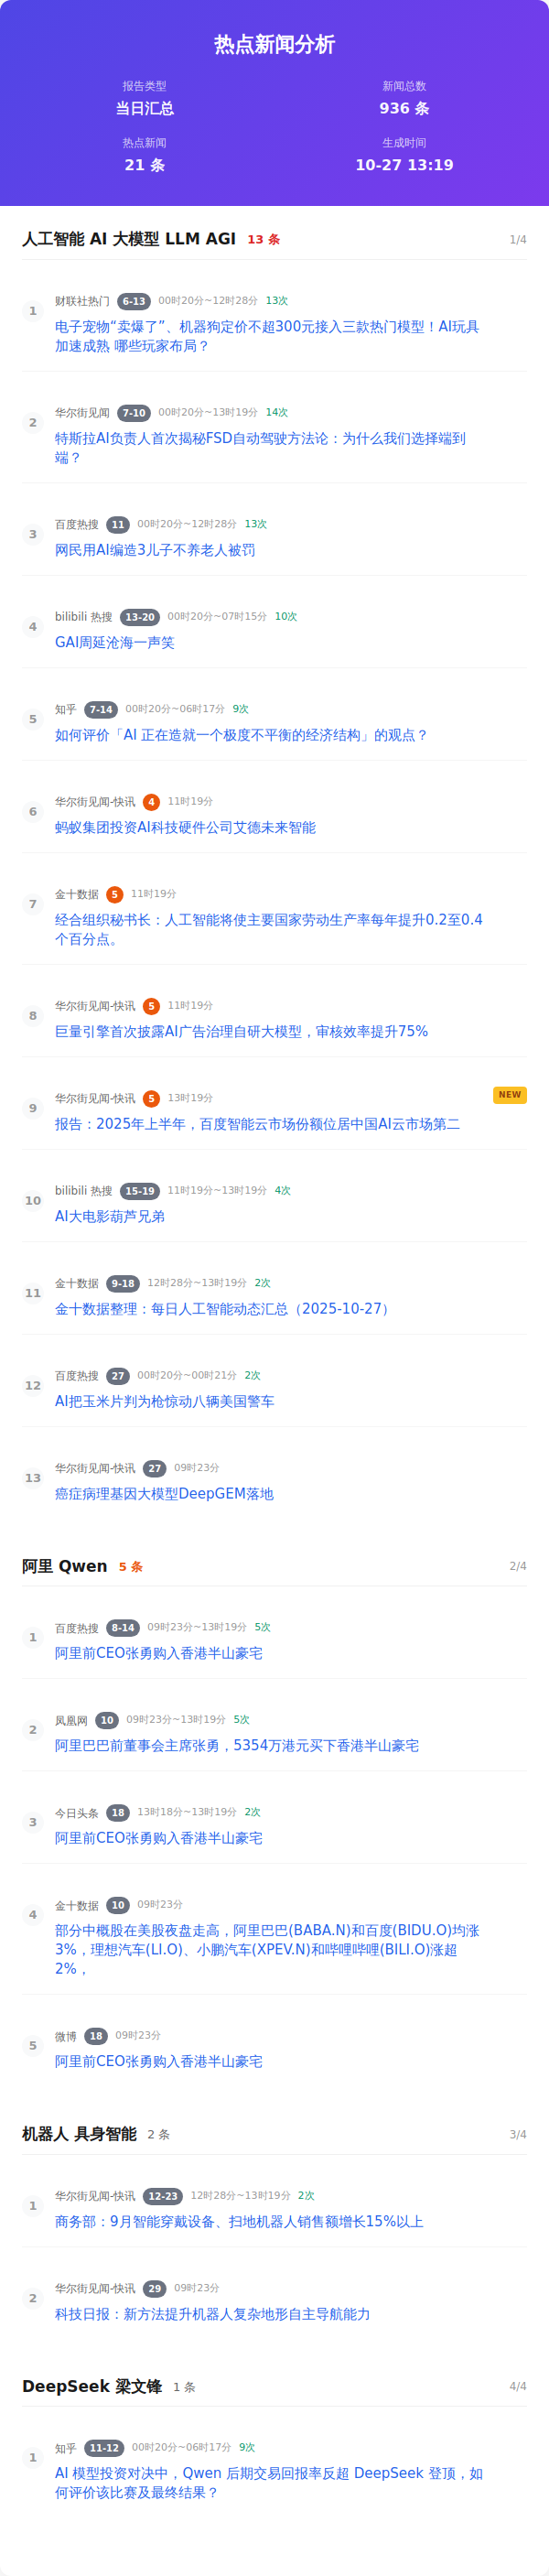 热点新闻分析
报告类型
当日汇总
新闻总数
936 条
热点新闻
21 条
生成时间
10-27 13:19
人工智能 AI 大模型 LLM AGI 13 条 1/4
1
财联社热门 6-13 00时20分~12时28分 13次
电子宠物“卖爆了”、机器狗定价不超300元接入三款热门模型！AI玩具
加速成熟 哪些玩家布局？
2
华尔街见闻 7-10 00时20分~13时19分 14次
特斯拉AI负责人首次揭秘FSD自动驾驶方法论：为什么我们选择端到
端？
3
百度热搜 11 00时20分~12时28分 13次
网民用AI编造3儿子不养老人被罚
4
bilibili 热搜 13-20 00时20分~07时15分 10次
GAI周延沧海一声笑
5
知乎 7-14 00时20分~06时17分 9次
如何评价「AI 正在造就一个极度不平衡的经济结构」的观点？
6
华尔街见闻-快讯 4 11时19分
蚂蚁集团投资AI科技硬件公司艾德未来智能
7
金十数据 5 11时19分
经合组织秘书长：人工智能将使主要国家劳动生产率每年提升0.2至0.4
个百分点。
8
华尔街见闻-快讯 5 11时19分
巨量引擎首次披露AI广告治理自研大模型，审核效率提升75%
9
华尔街见闻-快讯 5 13时19分 NEW
报告：2025年上半年，百度智能云市场份额位居中国AI云市场第二
10
bilibili 热搜 15-19 11时19分~13时19分 4次
AI大电影葫芦兄弟
11
金十数据 9-18 12时28分~13时19分 2次
金十数据整理：每日人工智能动态汇总（2025-10-27）
12
百度热搜 27 00时20分~00时21分 2次
AI把玉米片判为枪惊动八辆美国警车
13
华尔街见闻-快讯 27 09时23分
癌症病理基因大模型DeepGEM落地
阿里 Qwen 5 条 2/4
1
百度热搜 8-14 09时23分~13时19分 5次
阿里前CEO张勇购入香港半山豪宅
2
凤凰网 10 09时23分~13时19分 5次
阿里巴巴前董事会主席张勇，5354万港元买下香港半山豪宅
3
今日头条 18 13时18分~13时19分 2次
阿里前CEO张勇购入香港半山豪宅
4
金十数据 10 09时23分
部分中概股在美股夜盘走高，阿里巴巴(BABA.N)和百度(BIDU.O)均涨
3%，理想汽车(LI.O)、小鹏汽车(XPEV.N)和哔哩哔哩(BILI.O)涨超
2%，
5
微博 18 09时23分
阿里前CEO张勇购入香港半山豪宅
机器人 具身智能 2 条 3/4
1
华尔街见闻-快讯 12-23 12时28分~13时19分 2次
商务部：9月智能穿戴设备、扫地机器人销售额增长15%以上
2
华尔街见闻-快讯 29 09时23分
科技日报：新方法提升机器人复杂地形自主导航能力
DeepSeek 梁文锋 1 条 4/4
1
知乎 11-12 00时20分~06时17分 9次
AI 模型投资对决中，Qwen 后期交易回报率反超 DeepSeek 登顶，如
何评价该比赛及最终结果？